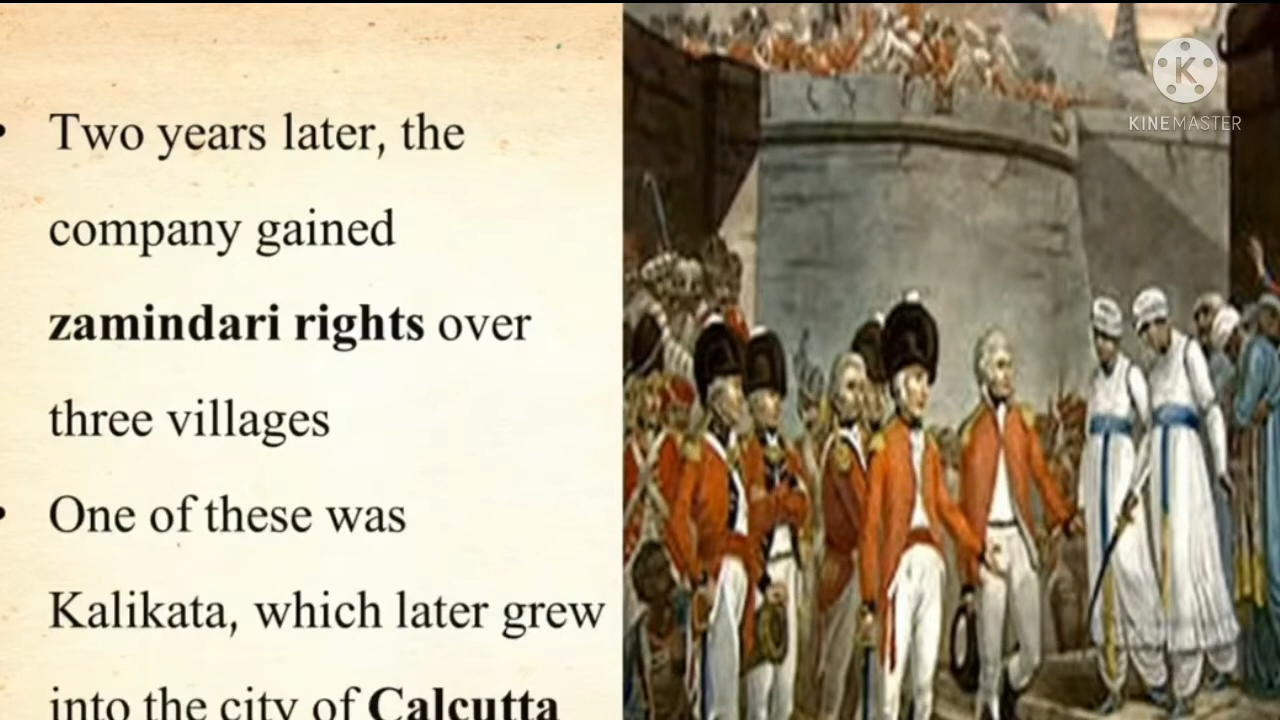 • Two years later, the
company gained
zamindari rights over
three villages
• One of these was
Kalikata, which later grew
into the city of Calcutta
K
KINEMASTER